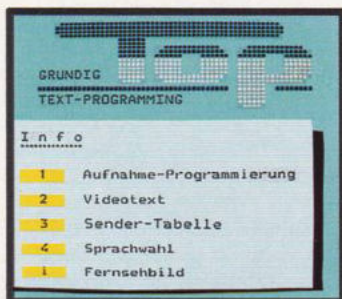 Top
GRUNDIG
TEXT-PROGRAMMING
Info
1 Aufnahme-Programmierung
2 Videotext
3 Sender-Tabelle
4 Sprachwahl
i Fernsehbild